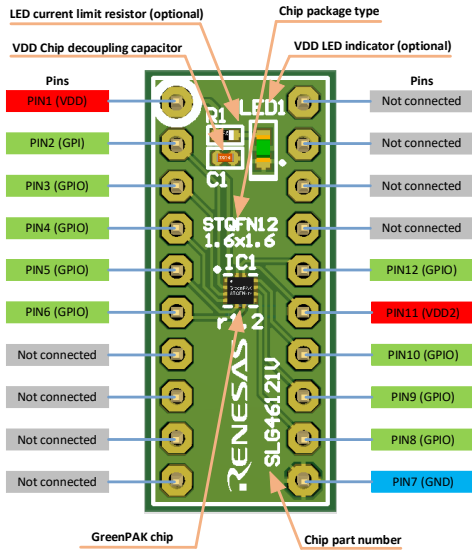 LED current limit resistor (optional)
Chip package type
VDD Chip decoupling capacitor
VDD LED indicator (optional)
Pins
Pins
PIN1 (VDD)
Not connected
PIN2 (GPI)
Not connected
PIN3 (GPIO)
Not connected
PIN4 (GPIO)
Not connected
PIN5 (GPIO)
PIN12 (GPIO)
PIN6 (GPIO)
PIN11 (VDD2)
Not connected
PIN10 (GPIO)
Not connected
PIN9 (GPIO)
Not connected
PIN8 (GPIO)
Not connected
PIN7 (GND)
R1
LED1
C1
STQFN12
1.6x1.6
IC1
GreenPAK
r1.2
RENESAS
SLG46121V
GreenPAK chip
Chip part number